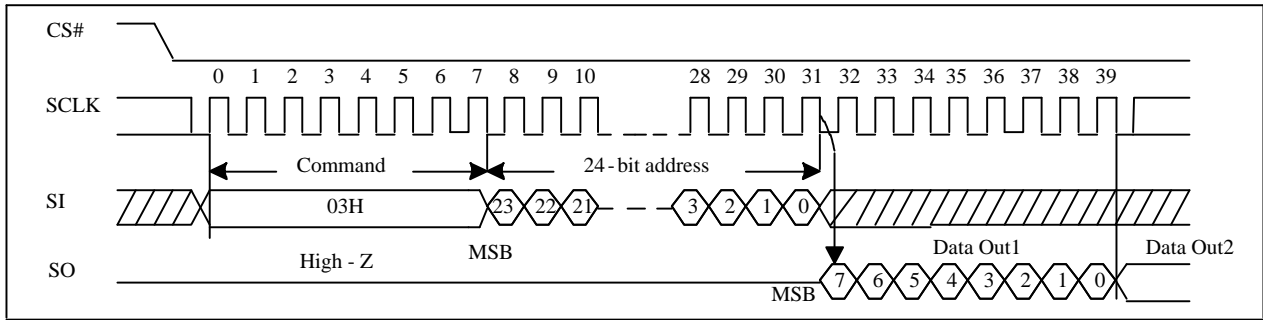 CS#
0 1 2 3 4 5 6 7 8 9 10 28 29 30 31 32 33 34 35 36 37 38 39
SCLK
Command 24-bit address
SI 03H 23 22 21 3 2 1 0
High - Z MSB Data Out1 Data Out2
SO MSB 7 6 5 4 3 2 1 0